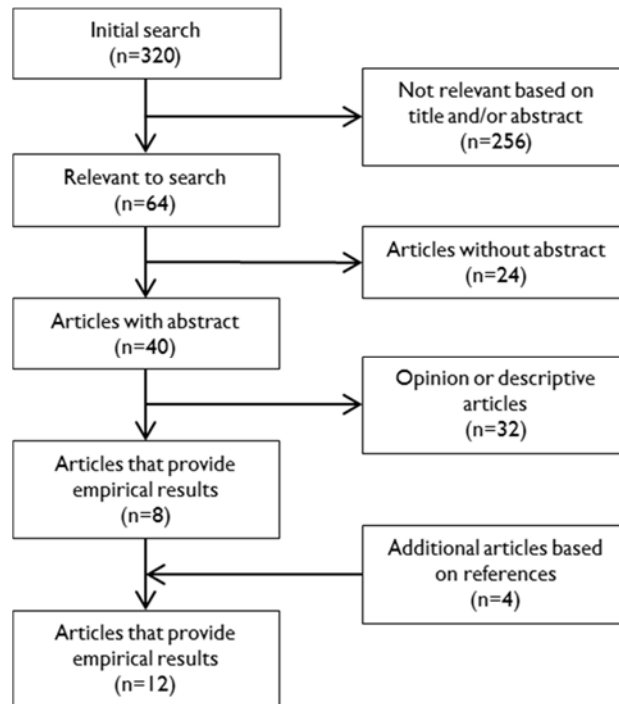 Initial search
(n=320)
Not relevant based on
title and/or abstract
(n=256)
Relevant to search
(n=64)
Articles without abstract
(n=24)
Articles with abstract
(n=40)
Opinion or descriptive
articles
(n=32)
Articles that provide
empirical results
(n=8)
Additional articles based
on references
(n=4)
Articles that provide
empirical results
(n=12)